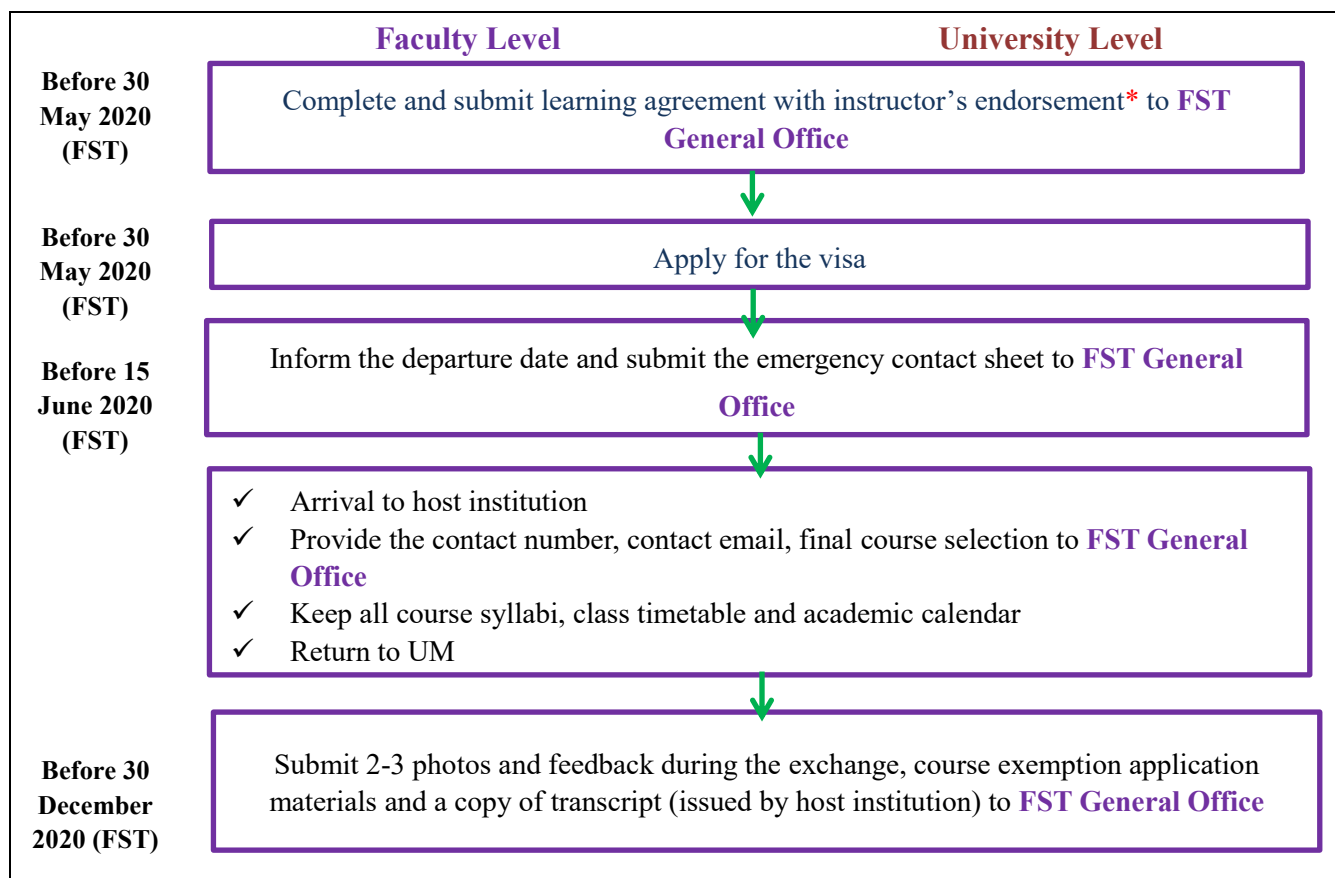 Faculty Level University Level
Before 30
May 2020
(FST)
Complete and submit learning agreement with instructor’s endorsement* to FST
General Office
Before 30
May 2020
(FST)
Apply for the visa
Before 15
June 2020
(FST)
Inform the departure date and submit the emergency contact sheet to FST General
Office
✓ Arrival to host institution
✓ Provide the contact number, contact email, final course selection to FST General
Office
✓ Keep all course syllabi, class timetable and academic calendar
✓ Return to UM
Before 30
December
2020 (FST)
Submit 2-3 photos and feedback during the exchange, course exemption application
materials and a copy of transcript (issued by host institution) to FST General Office